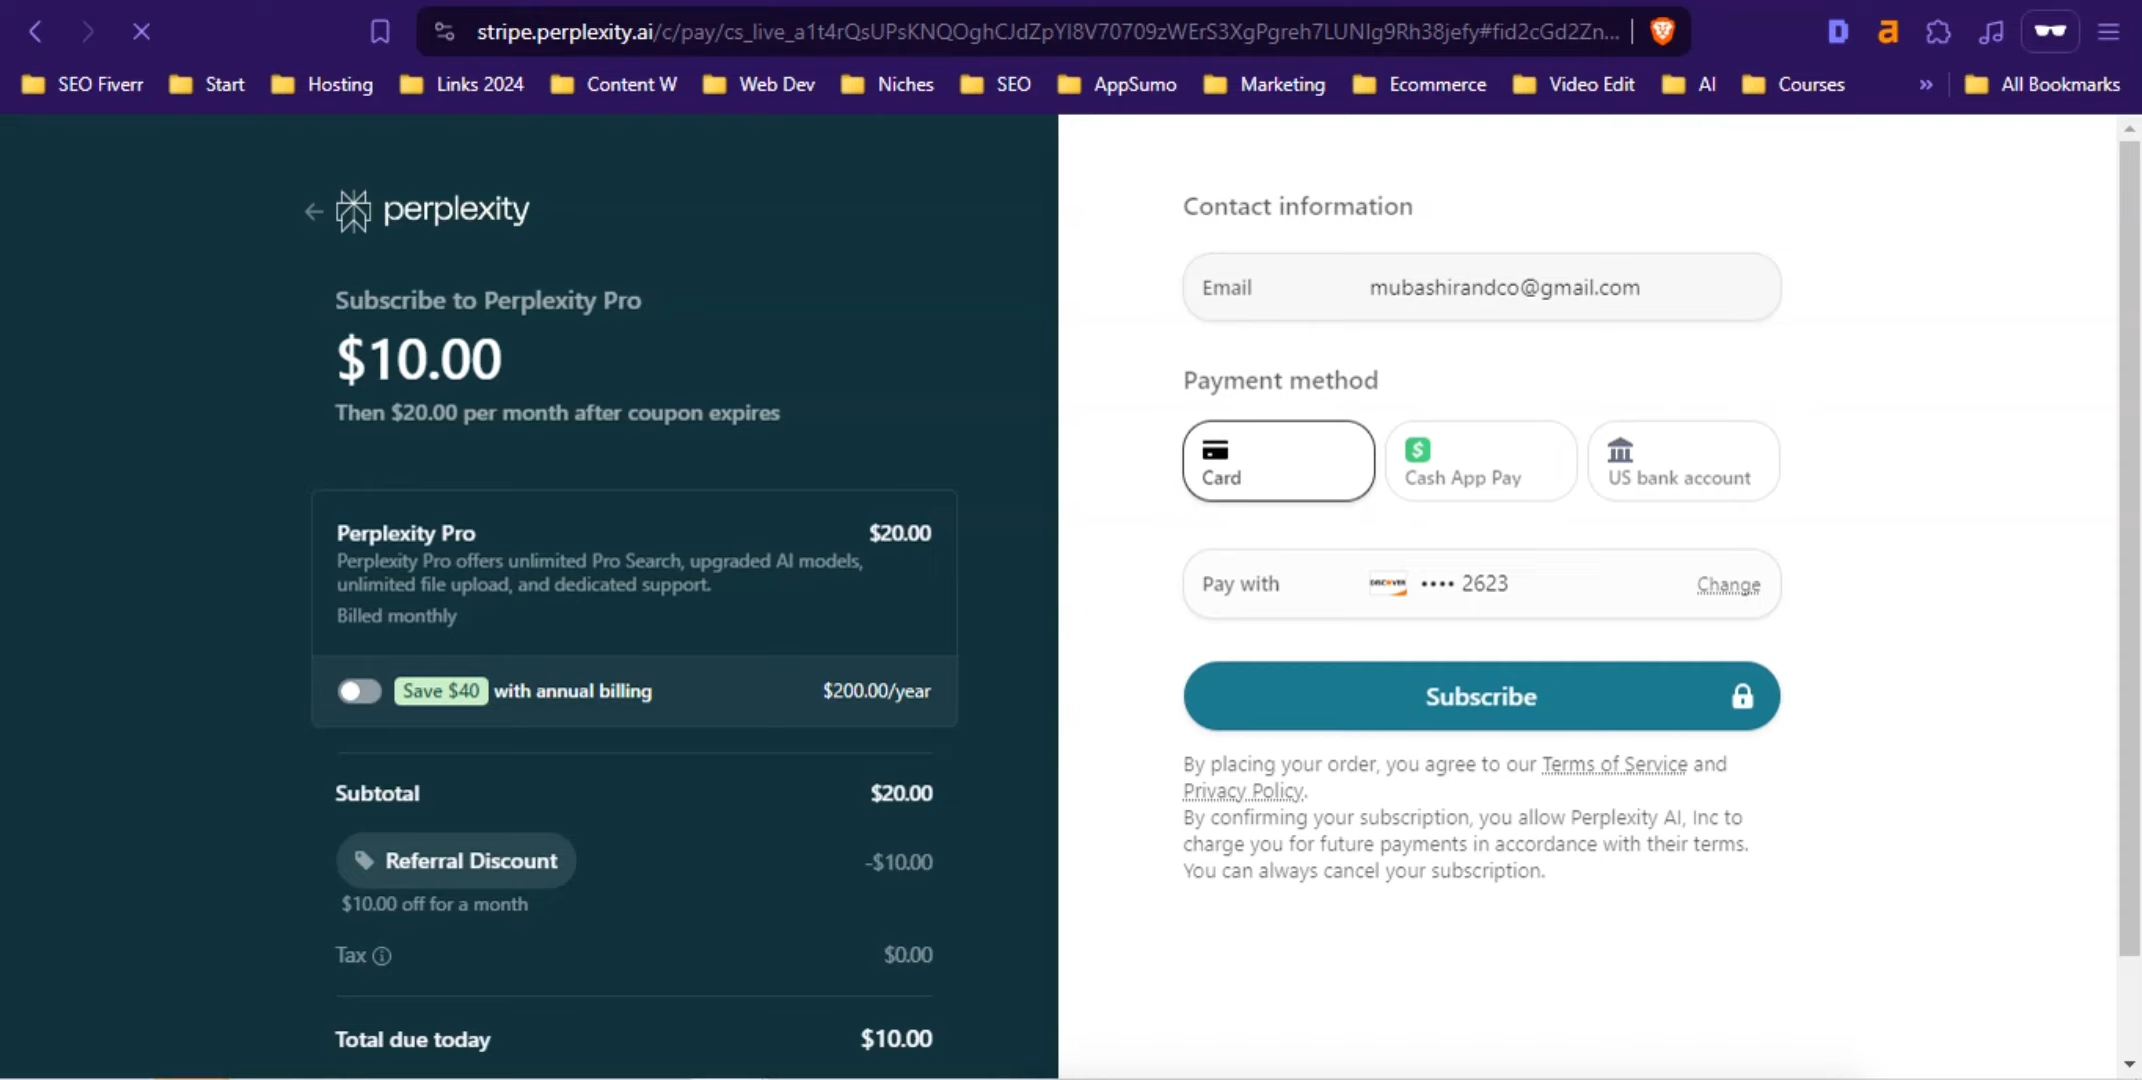 stripe.perplexity.ai/c/pay/cs_live_a1t4rQsUPsKNQOghCJdZpYI8V70709zWErS3XgPgreh7LUNIg9Rh38jefy#fid2cGd2Zn...
SEO Fiverr
Start
Hosting
Links 2024
Content W
Web Dev
Niches
SEO
AppSumo
Marketing
Ecommerce
Video Edit
AI
Courses
»
All Bookmarks
perplexity
Subscribe to Perplexity Pro
$10.00
Then $20.00 per month after coupon expires
Perplexity Pro $20.00
Perplexity Pro offers unlimited Pro Search, upgraded AI models,
unlimited file upload, and dedicated support.
Billed monthly
Save $40 with annual billing $200.00/year
Subtotal $20.00
Referral Discount -$10.00
$10.00 off for a month
Tax $0.00
Total due today $10.00
Contact information
Email mubashirandco@gmail.com
Payment method
Card
Cash App Pay
US bank account
Pay with DISCOVER •••• 2623 Change
Subscribe
By placing your order, you agree to our Terms of Service and
Privacy Policy.
By confirming your subscription, you allow Perplexity AI, Inc to
charge you for future payments in accordance with their terms.
You can always cancel your subscription.